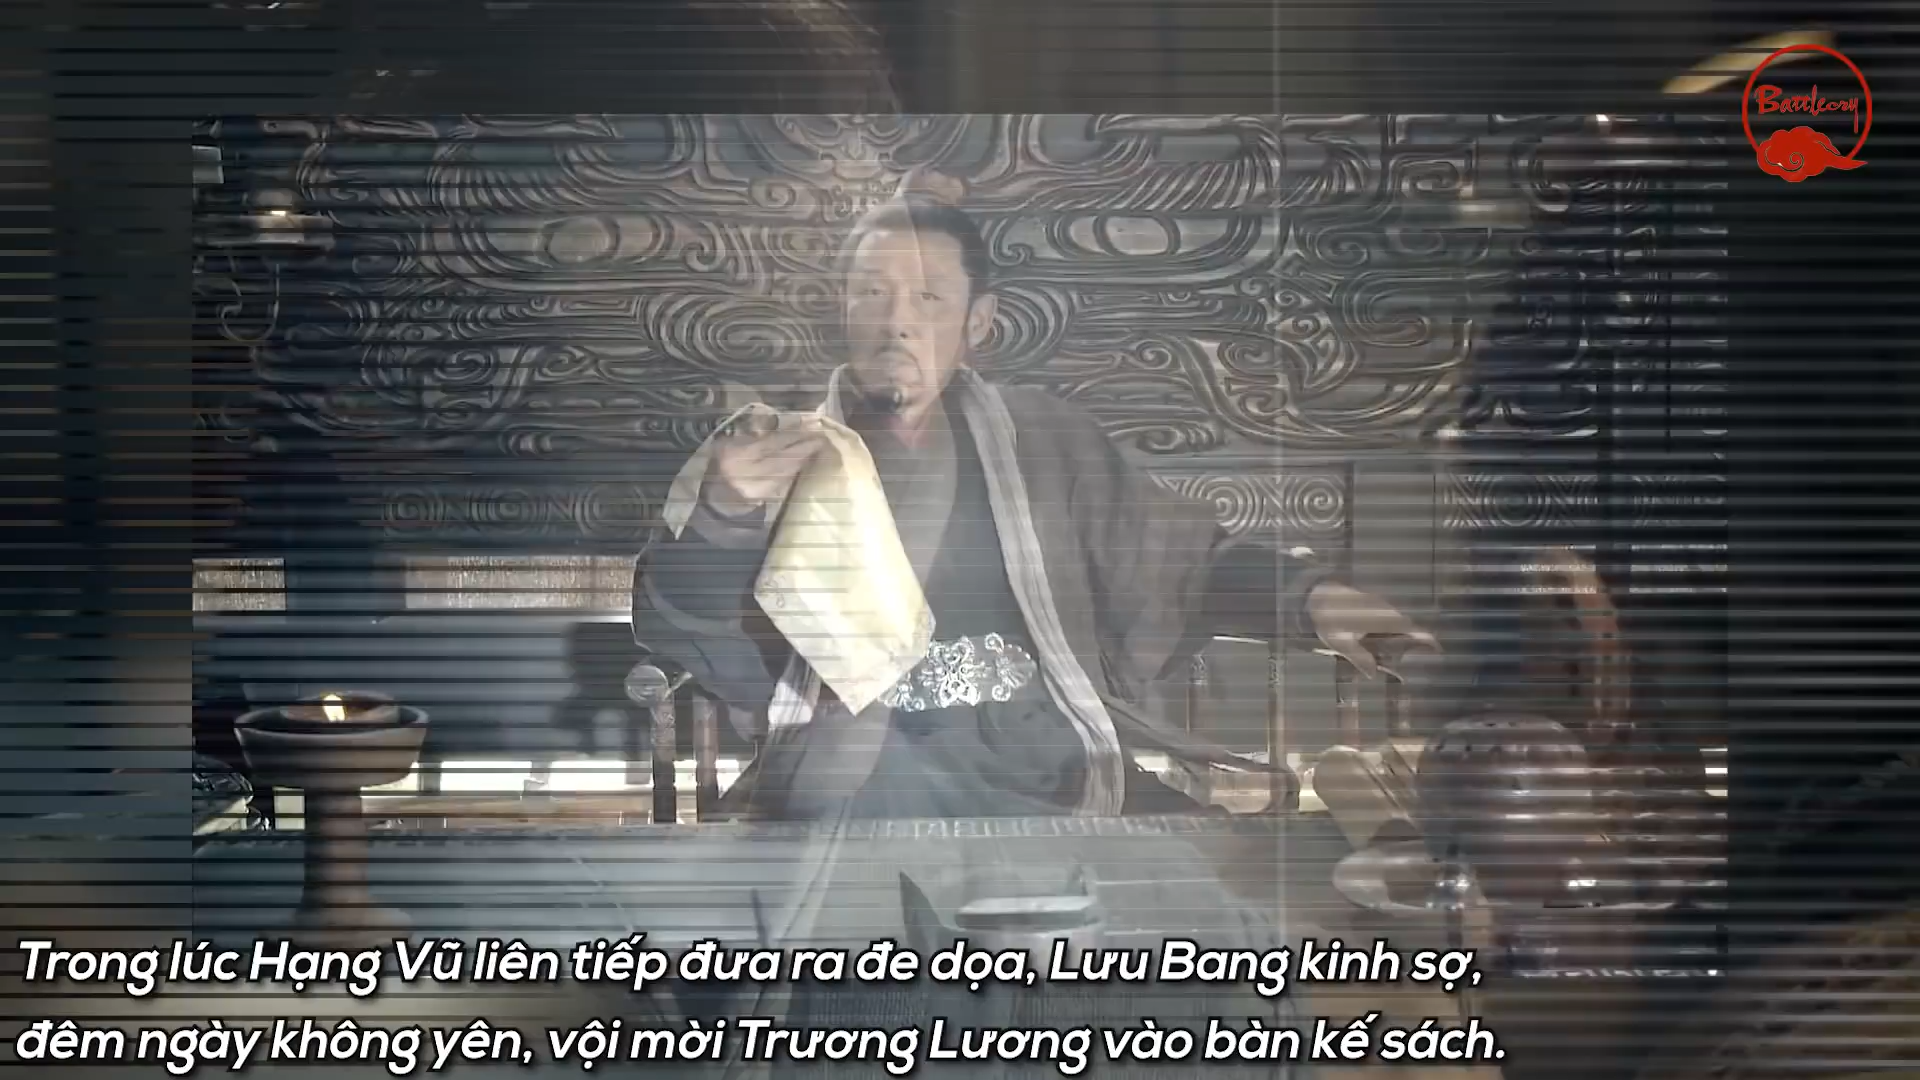 Battlecry
Trong lúc Hạng Vũ liên tiếp đưa ra đe dọa, Lưu Bang kinh sợ,
đêm ngày không yên, vội mời Trương Lương vào bàn kế sách.